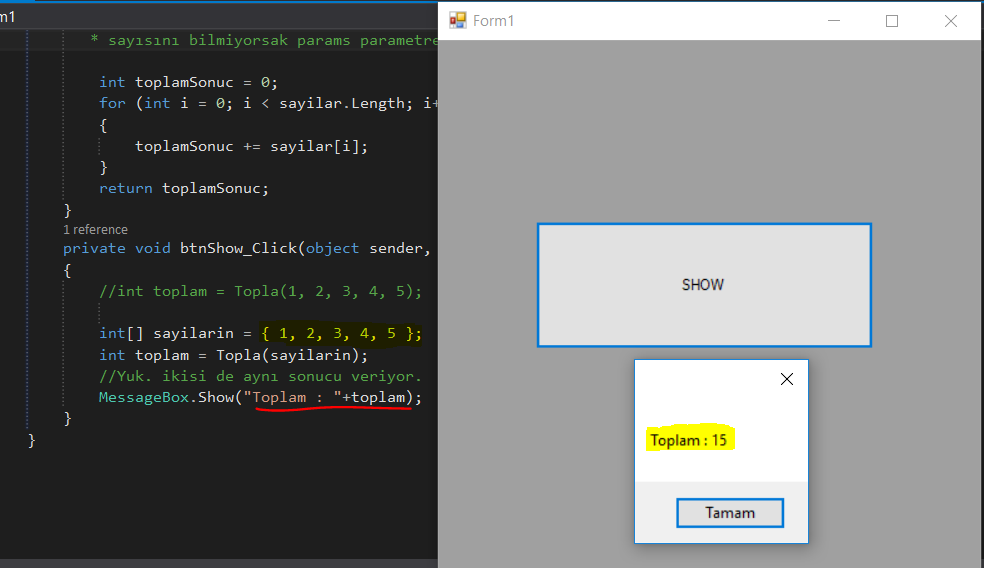 m1
* sayısını bilmiyorsak params parametre
int toplamSonuc = 0;
for (int i = 0; i < sayilar.Length; i+
{
toplamSonuc += sayilar[i];
}
return toplamSonuc;
}
1 reference
private void btnShow_Click(object sender,
{
//int toplam = Topla(1, 2, 3, 4, 5);
int[] sayilarin = { 1, 2, 3, 4, 5 };
int toplam = Topla(sayilarin);
//Yuk. ikisi de aynı sonucu veriyor.
MessageBox.Show("Toplam : "+toplam);
}
}
Form1
SHOW
Toplam : 15
Tamam